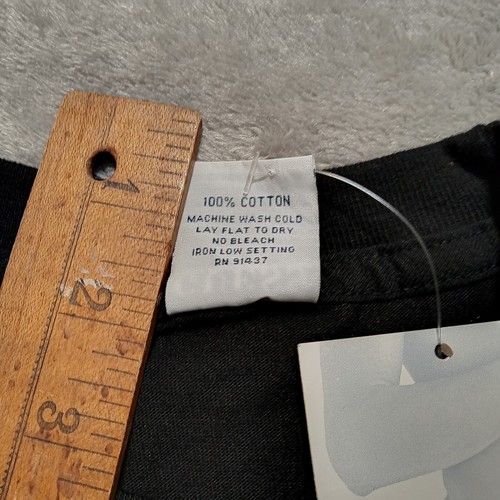 1
2
3
100% COTTON
MACHINE WASH COLD
LAY FLAT TO DRY
NO BLEACH
IRON LOW SETTING
RN 91437